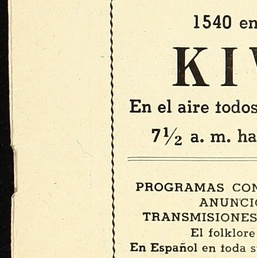 1540 en
KIV
En el aire todos
7½ a. m. ha
PROGRAMAS CON
ANUNCIO
TRANSMISIONES
El folklore
En Español en toda s